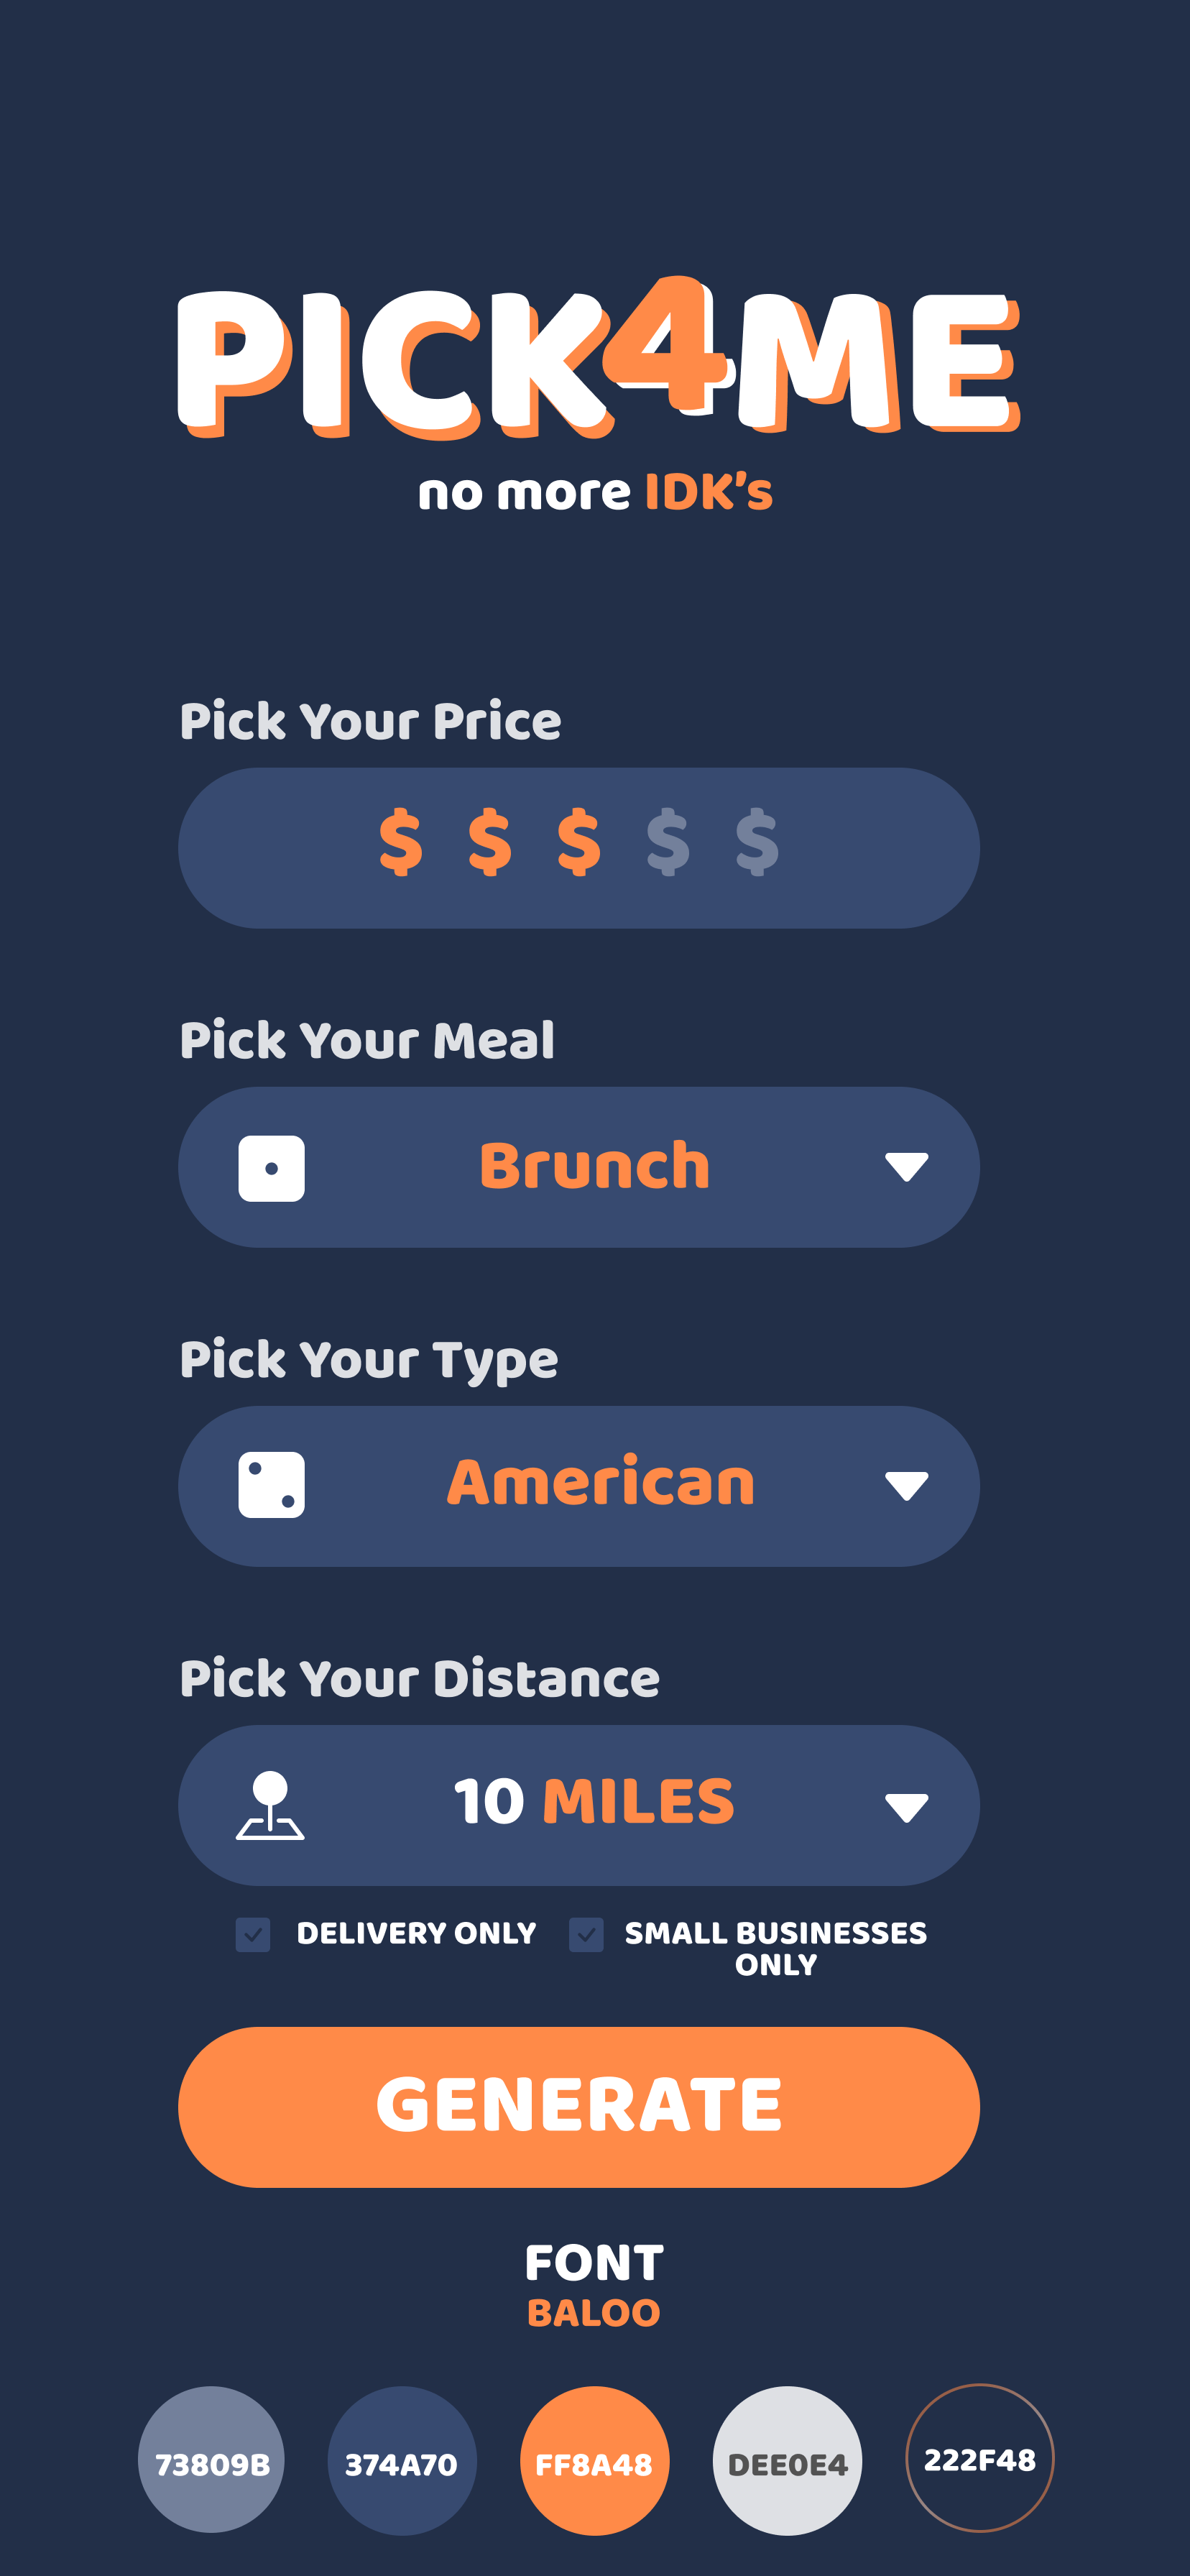 PICK4ME
no more IDK's
Pick Your Price
$ $ $ $ $
Pick Your Meal
Brunch
Pick Your Type
American
Pick Your Distance
10 MILES
DELIVERY ONLY
SMALL BUSINESSES
ONLY
GENERATE
FONT
BALOO
73809B 374A70 FF8A48 DEE0E4 222F48